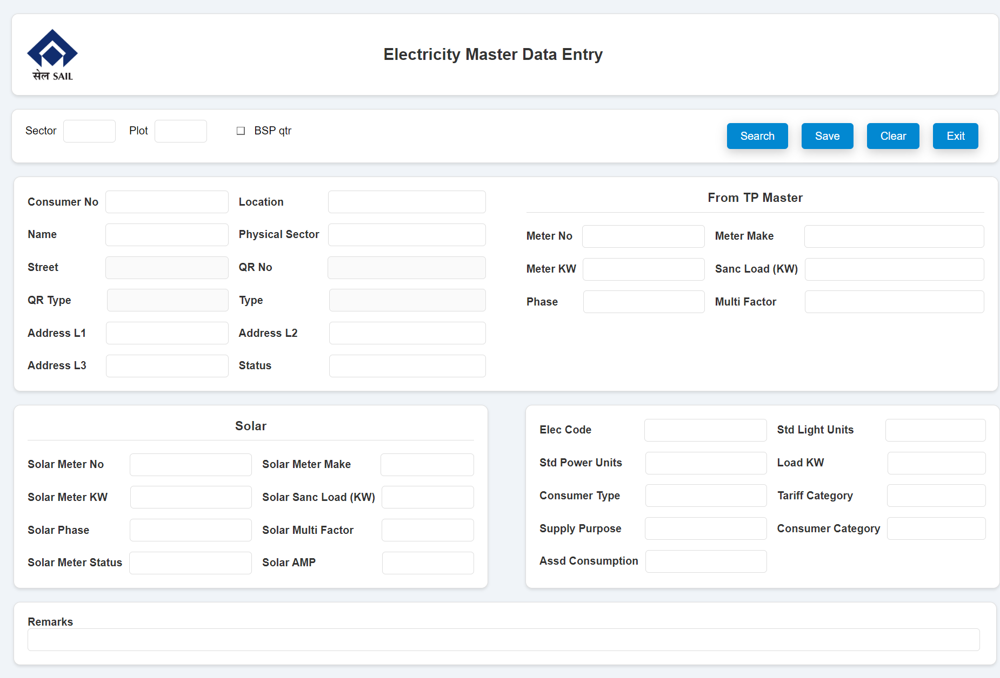 सेल SAIL
Electricity Master Data Entry
Sector Plot BSP qtr Search Save Clear Exit
Consumer No Location
Name Physical Sector
Street QR No
QR Type Type
Address L1 Address L2
Address L3 Status
From TP Master
Meter No Meter Make
Meter KW Sanc Load (KW)
Phase Multi Factor
Solar
Solar Meter No Solar Meter Make
Solar Meter KW Solar Sanc Load (KW)
Solar Phase Solar Multi Factor
Solar Meter Status Solar AMP
Elec Code Std Light Units
Std Power Units Load KW
Consumer Type Tariff Category
Supply Purpose Consumer Category
Assd Consumption
Remarks